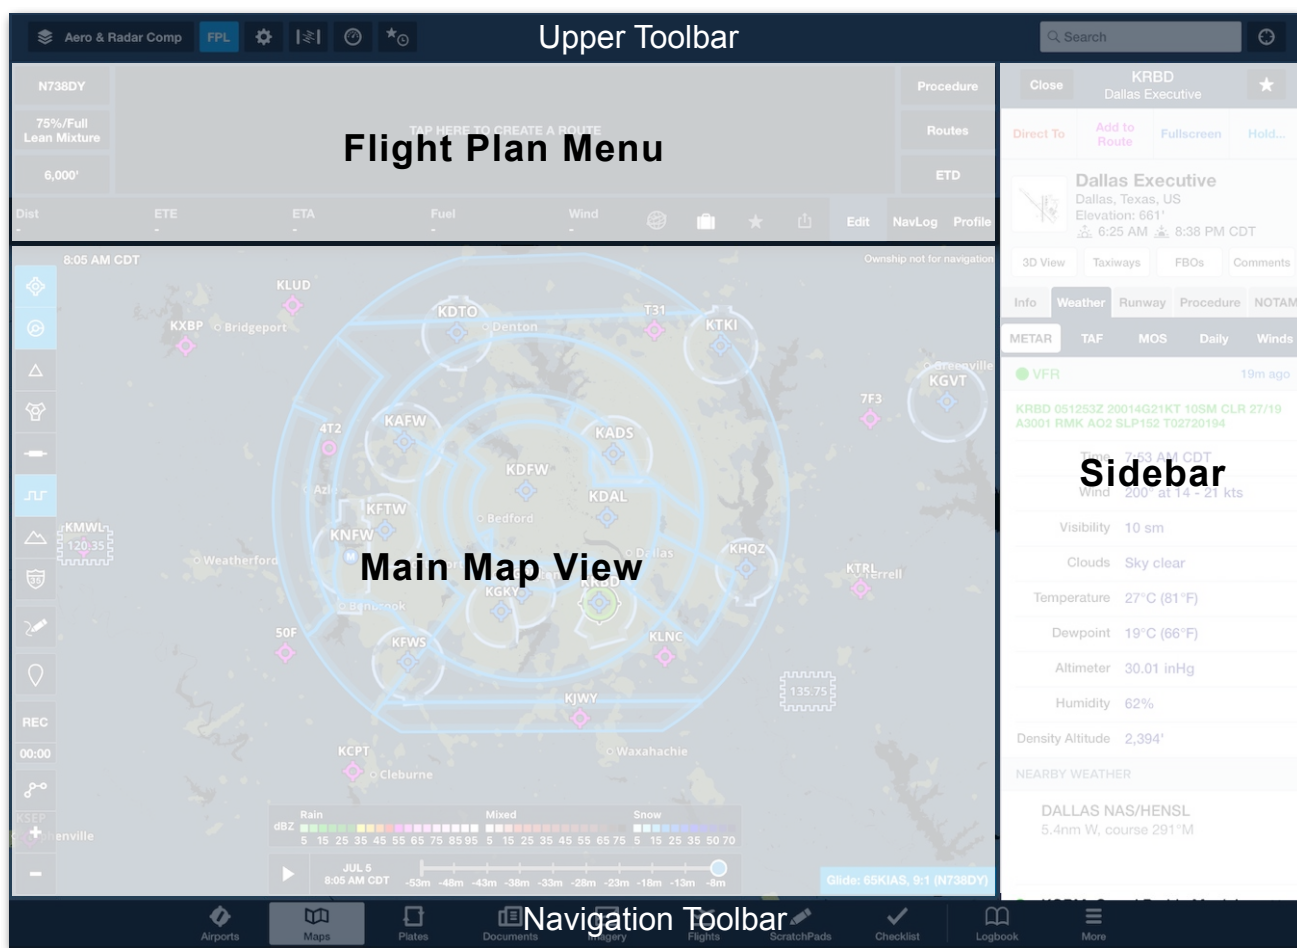 Aero & Radar Comp FPL Upper Toolbar Search
N738DY
75%/Full
Lean Mixture
6,000'
TAP HERE TO CREATE A ROUTE
Flight Plan Menu
Procedure
Routes
ETD
Dist ETE ETA Fuel Wind Edit NavLog Profile
- - - - -
Close KRBD
Dallas Executive
Direct To Add to Route Fullscreen Hold...
Dallas Executive
Dallas, Texas, US
Elevation: 661'
6:25 AM 8:38 PM CDT
3D View Taxiways FBOs Comments
Info Weather Runway Procedure NOTAM
METAR TAF MOS Daily Winds
VFR 19m ago
KRBD 051253Z 20014G21KT 10SM CLR 27/19
A3001 RMK AO2 SLP152 T02720194
Time 7:53 AM CDT
Sidebar
Wind 200° at 14 - 21 kts
Visibility 10 sm
Clouds Sky clear
Temperature 27°C (81°F)
Dewpoint 19°C (66°F)
Altimeter 30.01 inHg
Humidity 62%
Density Altitude 2,394'
NEARBY WEATHER
DALLAS NAS/HENSL
5.4nm W, course 291°M
8:05 AM CDT
Ownship not for navigation
KLUD
KDTO
T31
KXBP
Bridgeport
Denton
KTKI
Greenville
KGVT
7F3
KAFW
4T2
KADS
KDFW
Azle
KDAL
KFTW
Bedford
KMWL
120.35
KNFW
M
Weatherford
Dallas
KHQZ
Main Map View
KTRL
Terrell
KRBD
KGKY
Benbrook
50F
KFWS
KLNC
135.75
KJWY
Waxahachie
KCPT
Cleburne
35
REC
00:00
KSEP
+
henville
-
Rain Mixed Snow
dBZ
5 15 25 35 45 55 65 75 85 95 5 15 25 35 45 55 65 75 5 15 25 35 50 70
JUL 5
8:05 AM CDT
-53m -48m -43m -38m -33m -28m -23m -18m -13m -8m
Glide: 65KIAS, 9:1 (N738DY)
Navigation Toolbar
Airports Maps Plates Documents Imagery Flights ScratchPads Checklist Logbook More